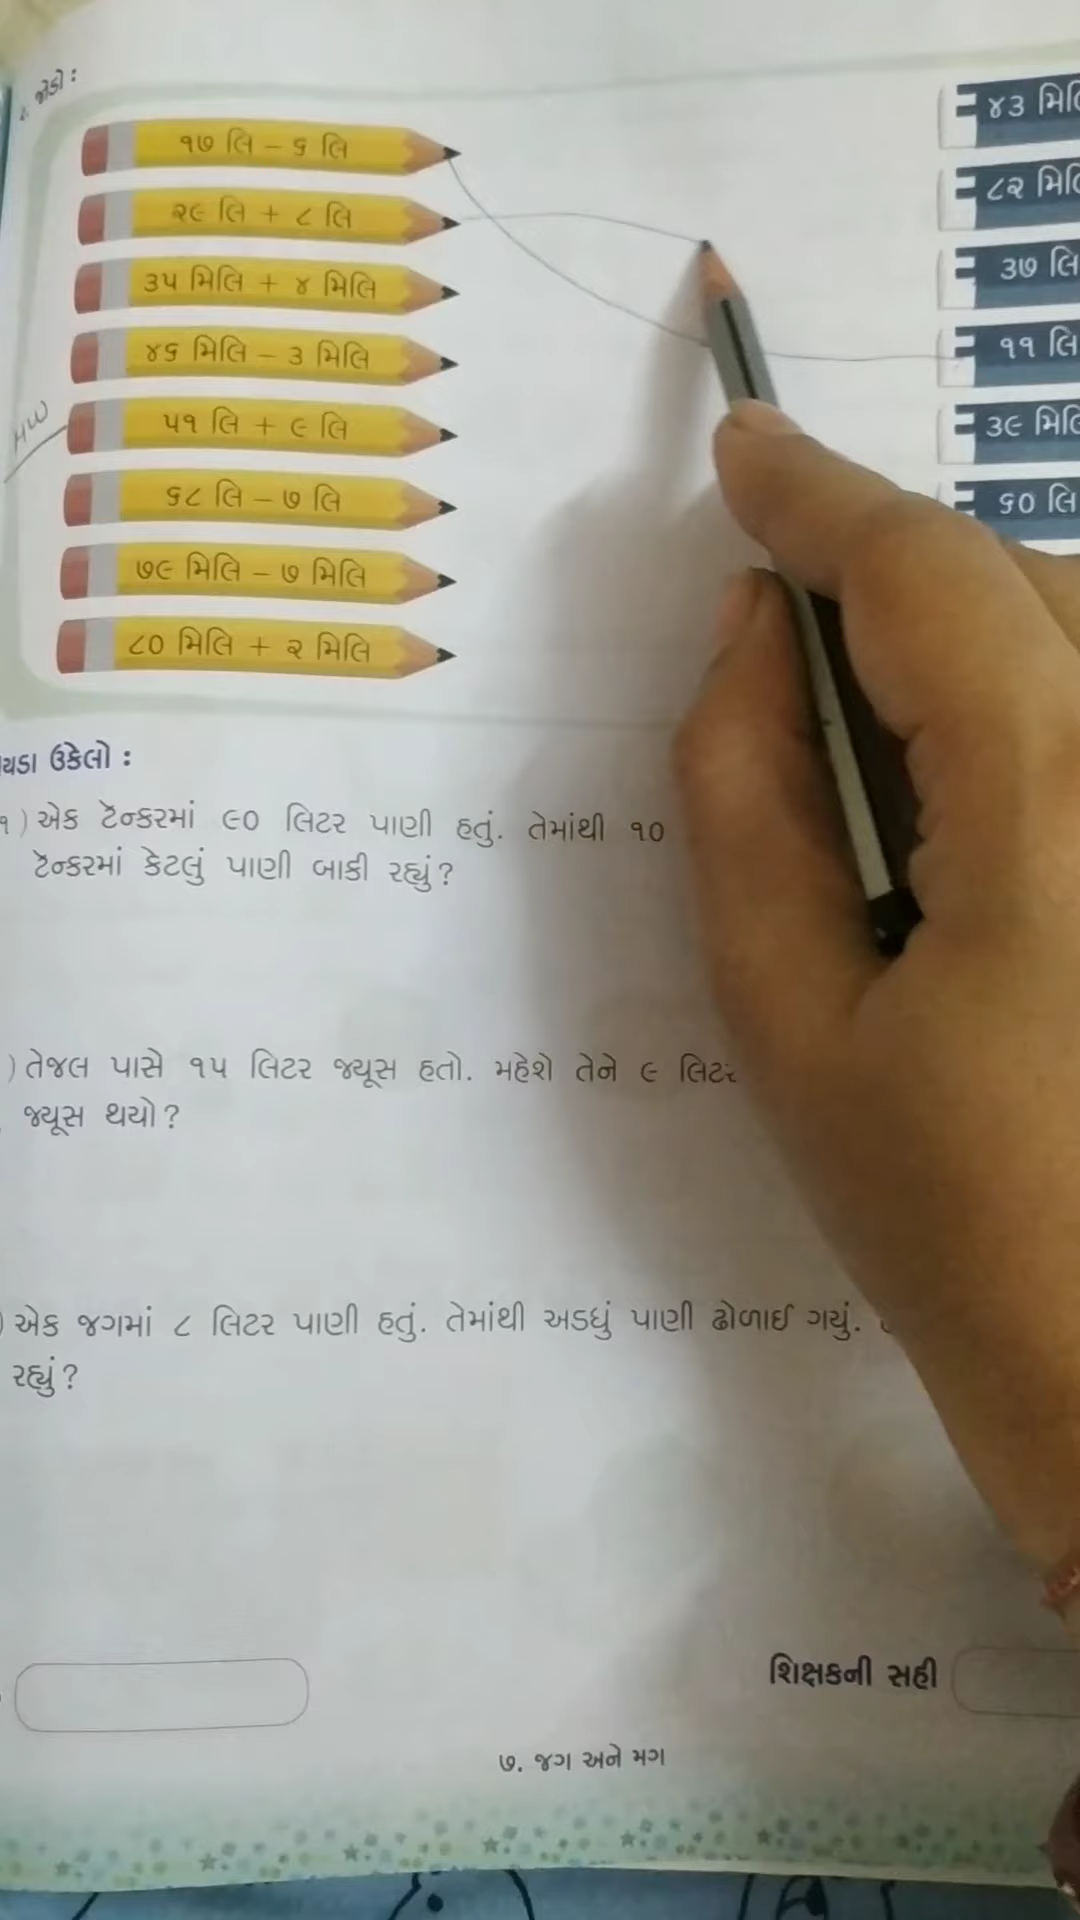 ૨. જોડો :
૧૭ લિ – ૬ લિ
૨૯ લિ + ૮ લિ
૩૫ મિલિ + ૪ મિલિ
૪૬ મિલિ – ૩ મિલિ
૫૧ લિ + ૯ લિ
૬૮ લિ – ૭ લિ
૭૯ મિલિ – ૭ મિલિ
૮૦ મિલિ + ૨ મિલિ
HW
૪૩
૮૨
૩૭ લિ
૧૧ લિ
૩૯
૬૦ લિ
ઉકેલો :
૧) એક ટેન્કરમાં ૯૦ લિટર પાણી હતું. તેમાંથી ૧૦
ટેન્કરમાં કેટલું પાણી બાકી રહ્યું?
) તેજલ પાસે ૧૫ લિટર જ્યૂસ હતો. મહેશે તેને ૯ લિટર
જ્યૂસ થયો?
) એક જગમાં ૮ લિટર પાણી હતું. તેમાંથી અડધું પાણી ઢોળાઈ ગયું.
રહ્યું?
શિક્ષકની સહી
૭. જગ અને મગ